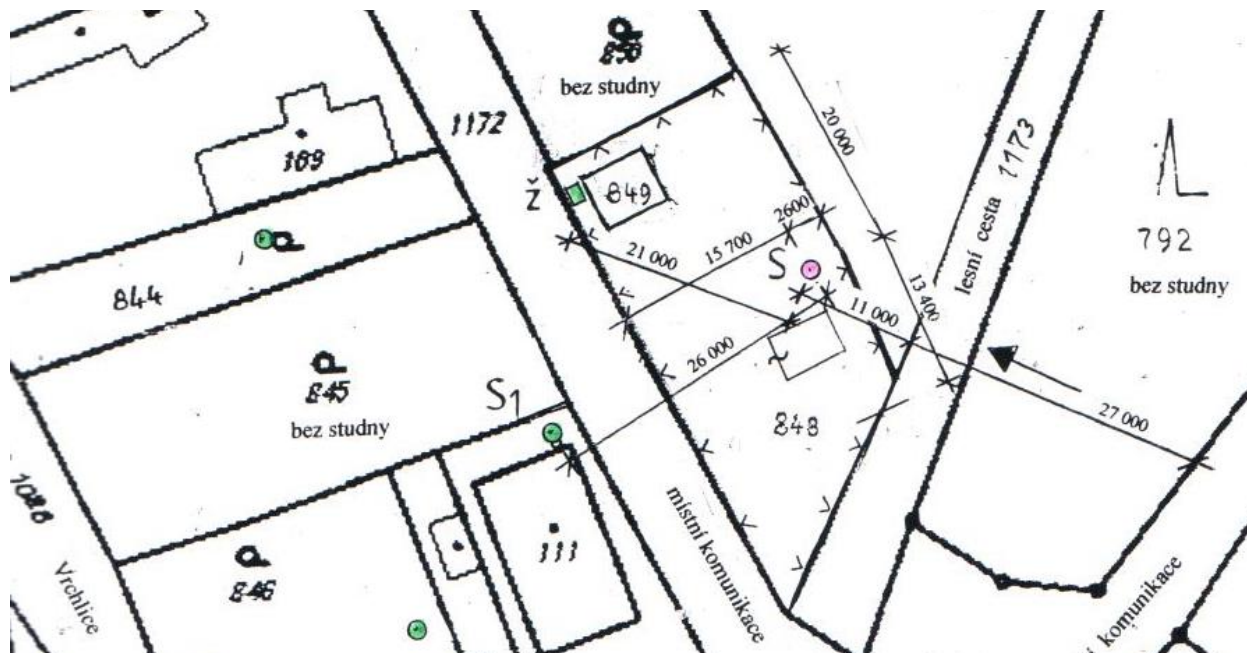 850
bez studny
1172
189
Ž
849
20 000
lesní cesta 1173
792
bez studny
2600
15 700
21 000
S
13 400
11 000
844
845
bez studny
S1
26 000
~
848
27 000
1086
Vrchlice
846
111
místní komunikace
í komunikace